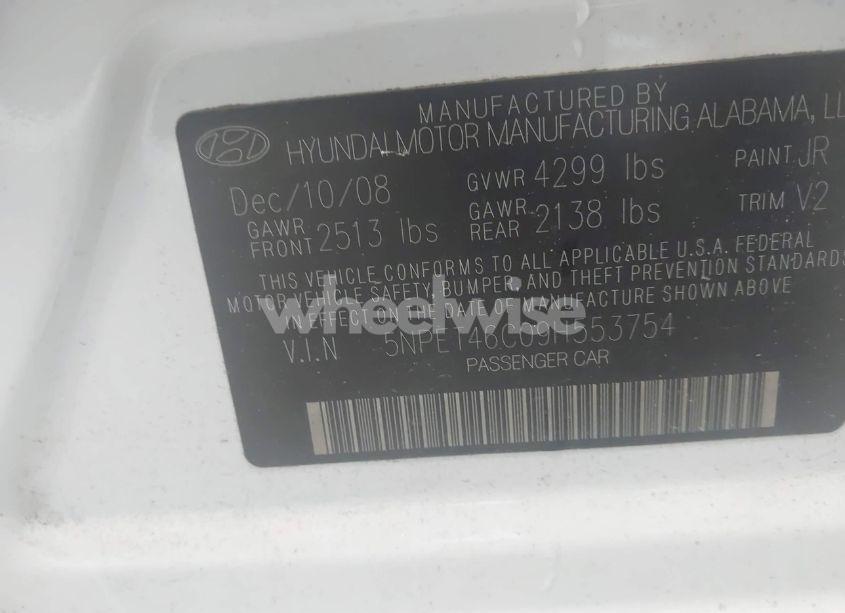 MANUFACTURED BY
HYUNDAI MOTOR MANUFACTURING ALABAMA, LL
Dec/10/08 GVWR 4299 lbs PAINT JR
GAWR FRONT 2513 lbs GAWR REAR 2138 lbs TRIM V2
THIS VEHICLE CONFORMS TO ALL APPLICABLE U.S.A. FEDERAL
MOTOR VEHICLE SAFETY, BUMPER, AND THEFT PREVENTION STANDARDS
IN EFFECT ON THE DATE OF MANUFACTURE SHOWN ABOVE
wheelwise
V.I.N 5NPET46C09H553754
PASSENGER CAR